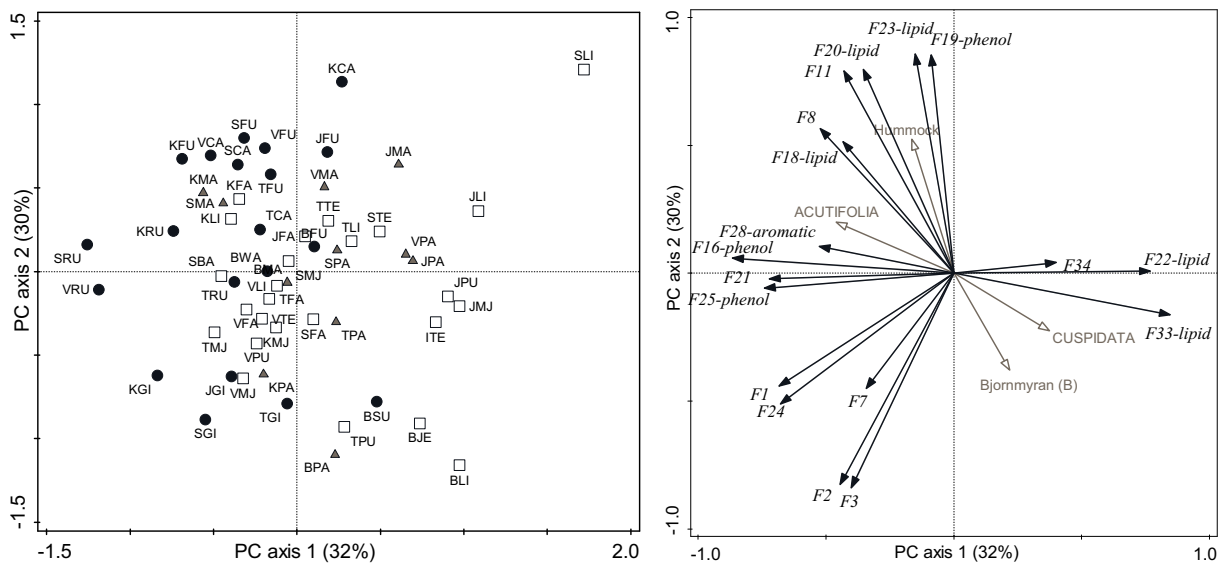 1.5
SLI
KCA
SFU
VFU
JFU
KFU
VCA
SCA
JMA
KMA
KFA
TFU
VMA
SMA
KLI
TTE
STE
JLI
TCA
TLI
KRU
JFA
BFU
VPA
SRU
SBA
BWA
BMA
SMJ
SPA
JPA
VRU
TRU
VLI
TFA
JPU
JMJ
VFA
VTE
SFA
TPA
ITE
TMJ
KMJ
VPU
KGI
JGI
VMJ
KPA
TGI
BSU
SGI
TPU
BJE
BPA
BLI
PC axis 2 (30%)
-1.5
-1.5
PC axis 1 (32%)
2.0
1.0
F23-lipid
F19-phenol
F20-lipid
F11
F8
Hummock
F18-lipid
ACUTIFOLIA
F28-aromatic
F16-phenol
F34
F22-lipid
F21
F25-phenol
F33-lipid
CUSPIDATA
Bjornmyran (B)
F1
F24
F7
F2
F3
PC axis 2 (30%)
-1.0
-1.0
PC axis 1 (32%)
1.0